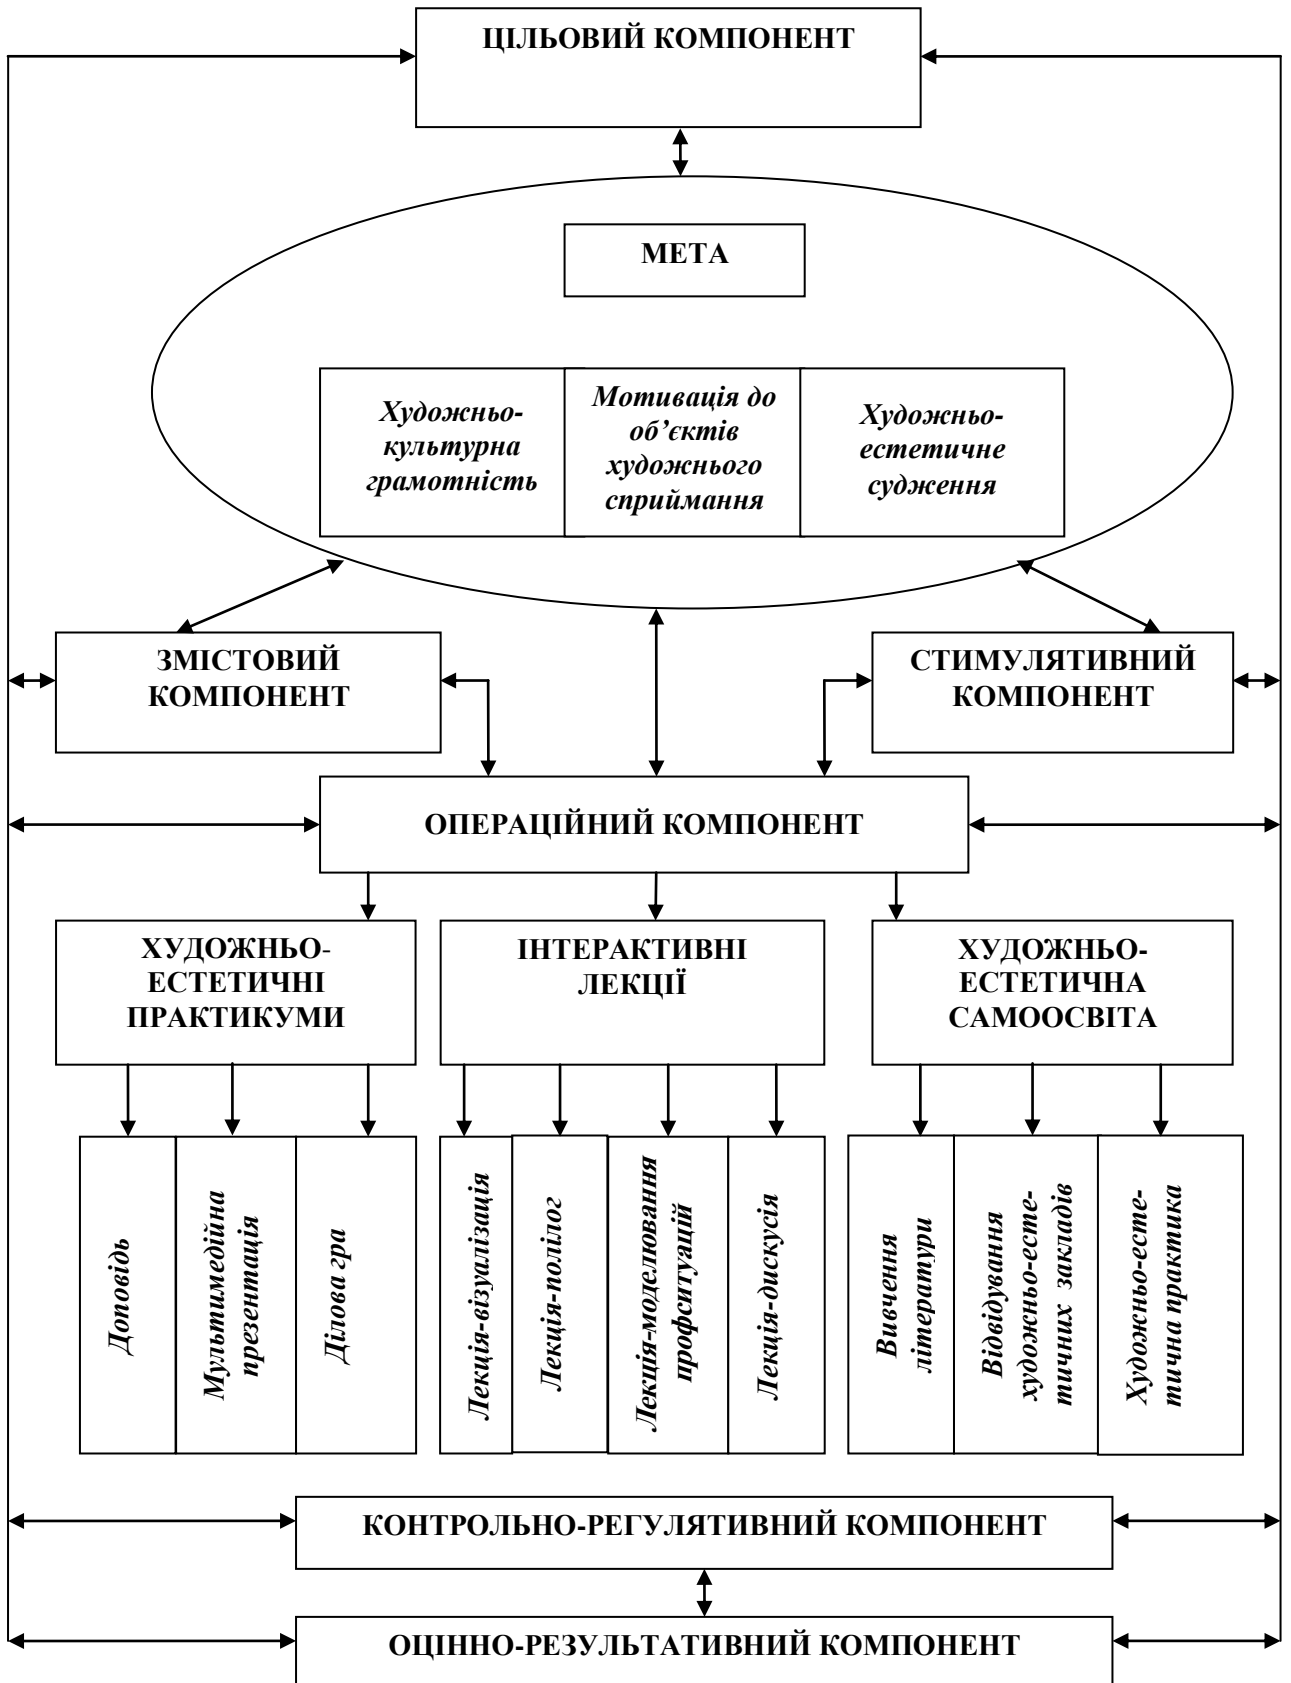 ЦІЛЬОВИЙ КОМПОНЕНТ
МЕТА
Художньо-
культурна
грамотність
Мотивація до
об’єктів
художнього
сприймання
Художньо-
естетичне
судження
ЗМІСТОВИЙ
КОМПОНЕНТ
СТИМУЛЯТИВНИЙ
КОМПОНЕНТ
ОПЕРАЦІЙНИЙ КОМПОНЕНТ
ХУДОЖНЬО-
ЕСТЕТИЧНІ
ПРАКТИКУМИ
ІНТЕРАКТИВНІ
ЛЕКЦІЇ
ХУДОЖНЬО-
ЕСТЕТИЧНА
САМООСВІТА
Доповідь
Мультимедійна
презентація
Ділова гра
Лекція-візуалізація
Лекція-полілог
Лекція-моделювання
профситуацій
Лекція-дискусія
Вивчення
літератури
Відвідування
художньо-есте-
тичних закладів
Художньо-есте-
тична практика
КОНТРОЛЬНО-РЕГУЛЯТИВНИЙ КОМПОНЕНТ
ОЦІННО-РЕЗУЛЬТАТИВНИЙ КОМПОНЕНТ